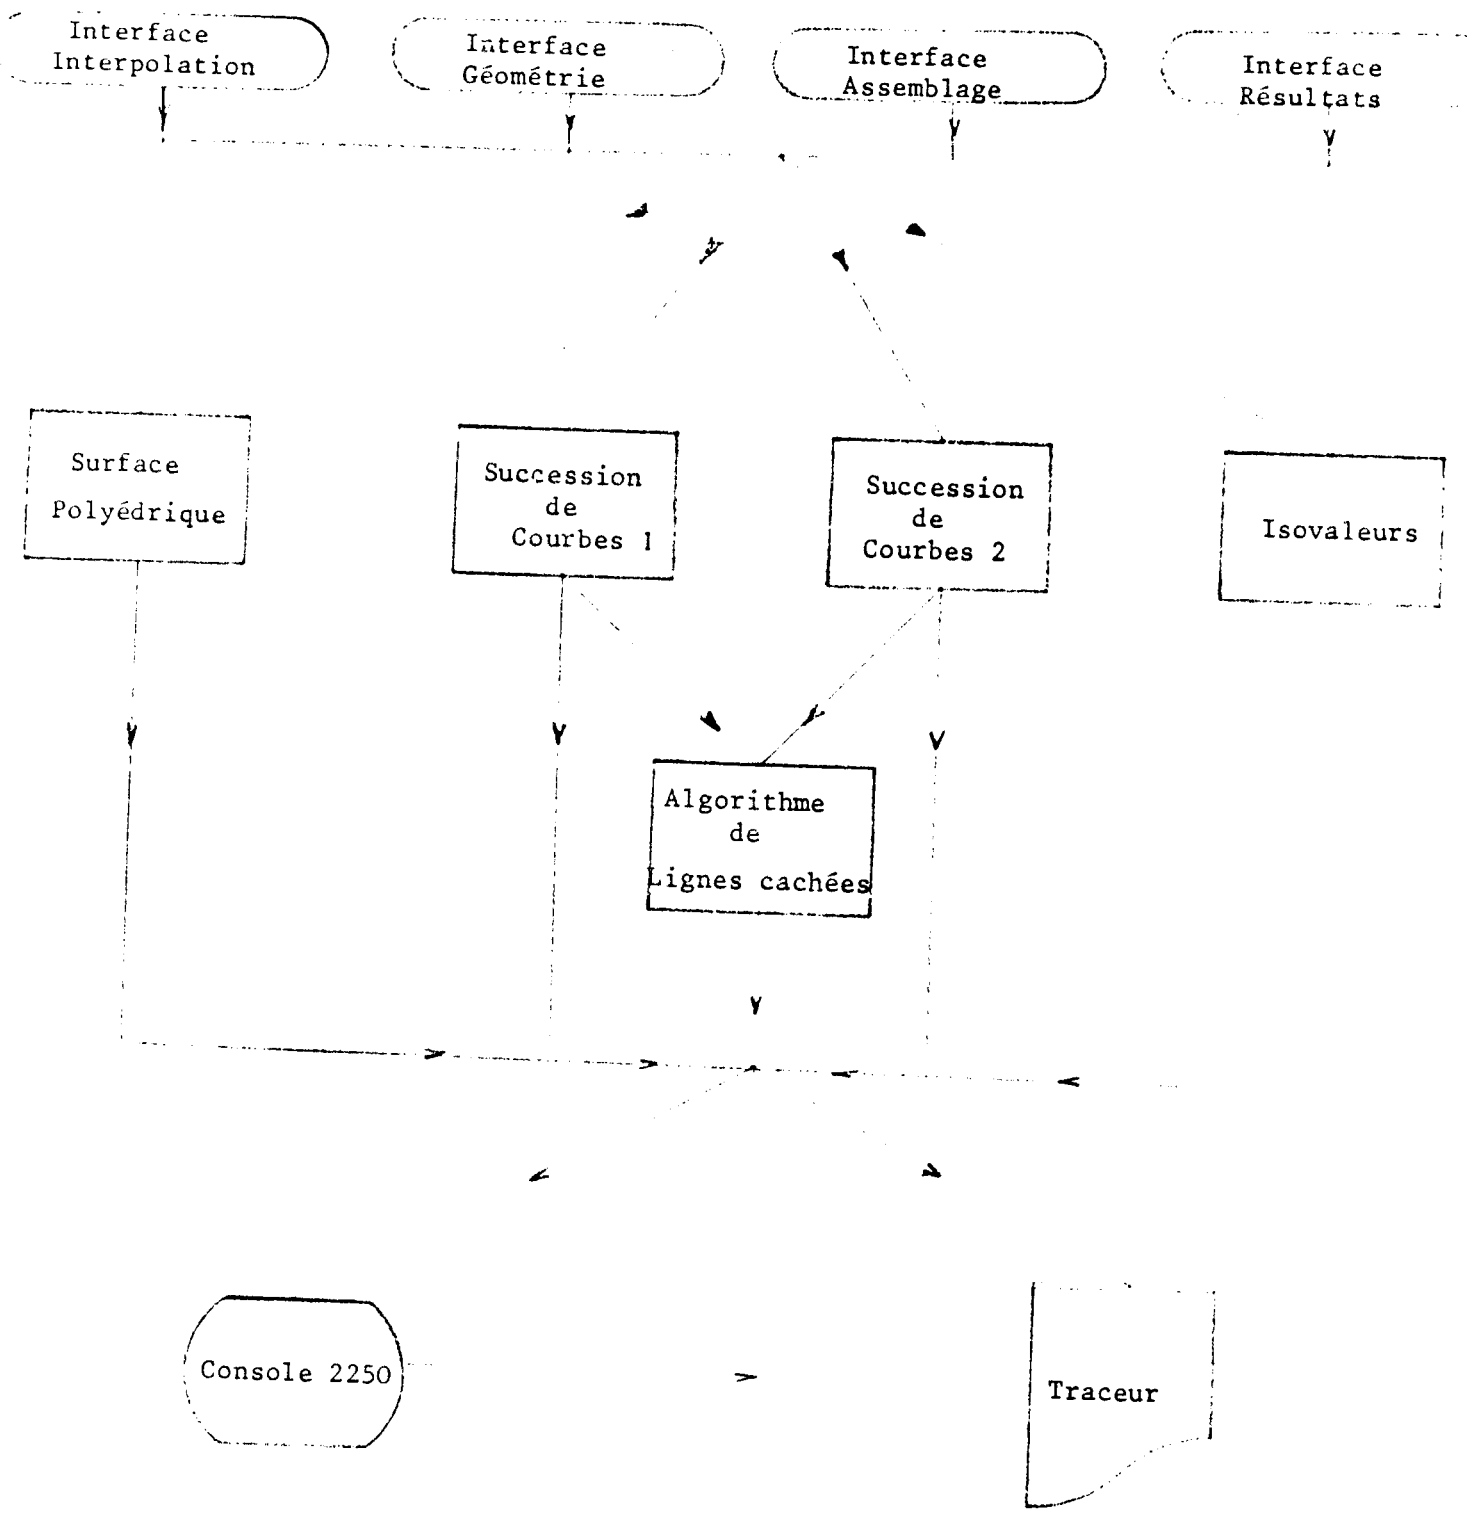 Interface
Interpolation
Interface
Géométrie
Interface
Assemblage
Interface
Résultats
Surface
Polyédrique
Succession
de
Courbes 1
Succession
de
Courbes 2
Isovaleurs
Algorithme
de
Lignes cachées
Console 2250
Traceur